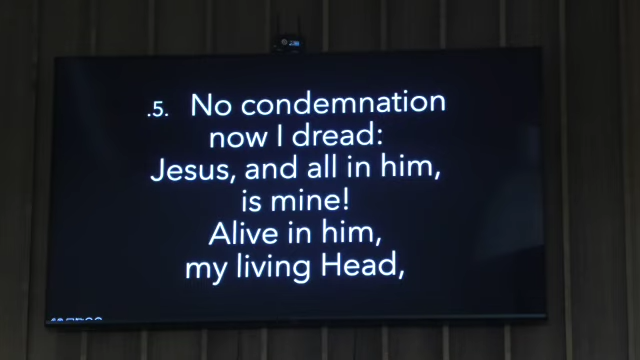 .5. No condemnation
now I dread:
Jesus, and all in him,
is mine!
Alive in him,
my living Head,